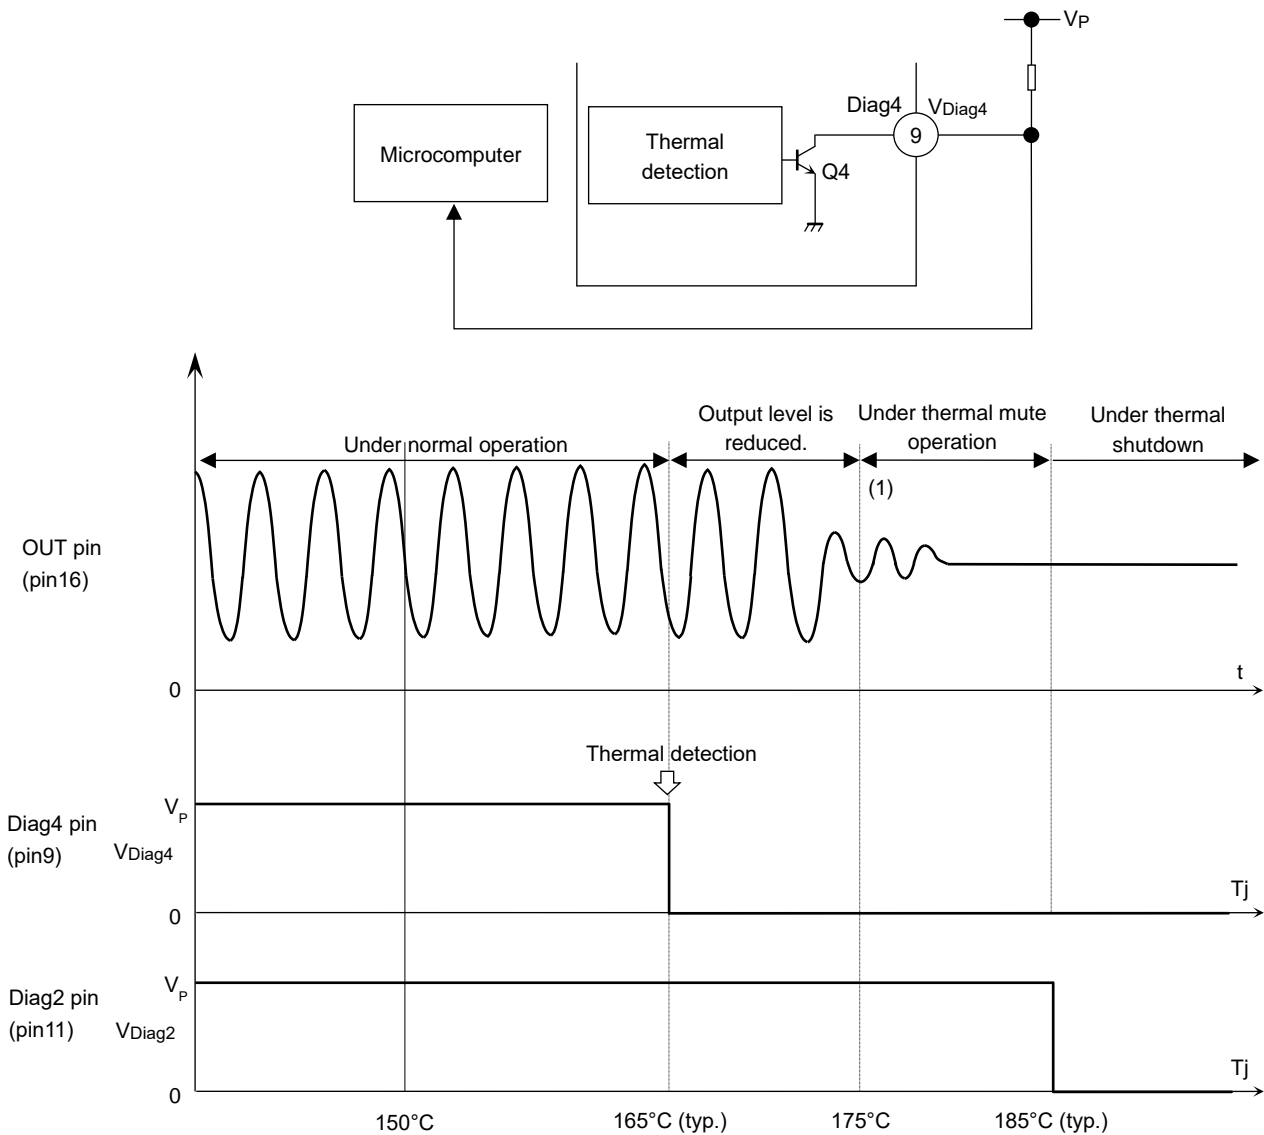 VP
Diag4
VDiag4
9
Microcomputer
Thermal
detection
Q4
Under normal operation
Output level is
reduced.
Under thermal mute
operation
Under thermal
shutdown
(1)
OUT pin
(pin16)
t
0
Thermal detection
VP
Diag4 pin
(pin9)
VDiag4
Tj
0
VP
Diag2 pin
(pin11)
VDiag2
Tj
0
150°C
165°C (typ.)
175°C
185°C (typ.)